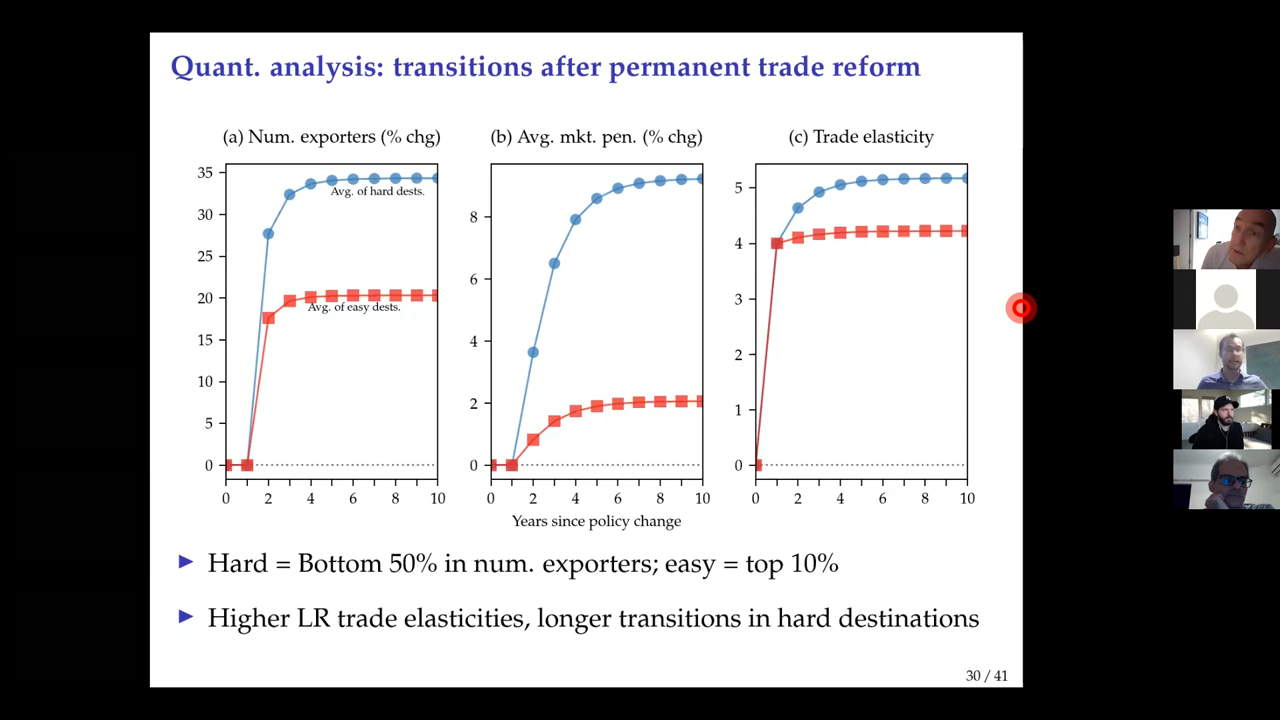 Quant. analysis: transitions after permanent trade reform
(a) Num. exporters (% chg)
35
30
25
20
15
10
5
0
Avg. of hard dests.
Avg. of easy dests.
0 2 4 6 8 10
(b) Avg. mkt. pen. (% chg)
8
6
4
2
0
0 2 4 6 8 10
Years since policy change
(c) Trade elasticity
5
4
3
2
1
0
0 2 4 6 8 10
Hard = Bottom 50% in num. exporters; easy = top 10%
Higher LR trade elasticities, longer transitions in hard destinations
30 / 41